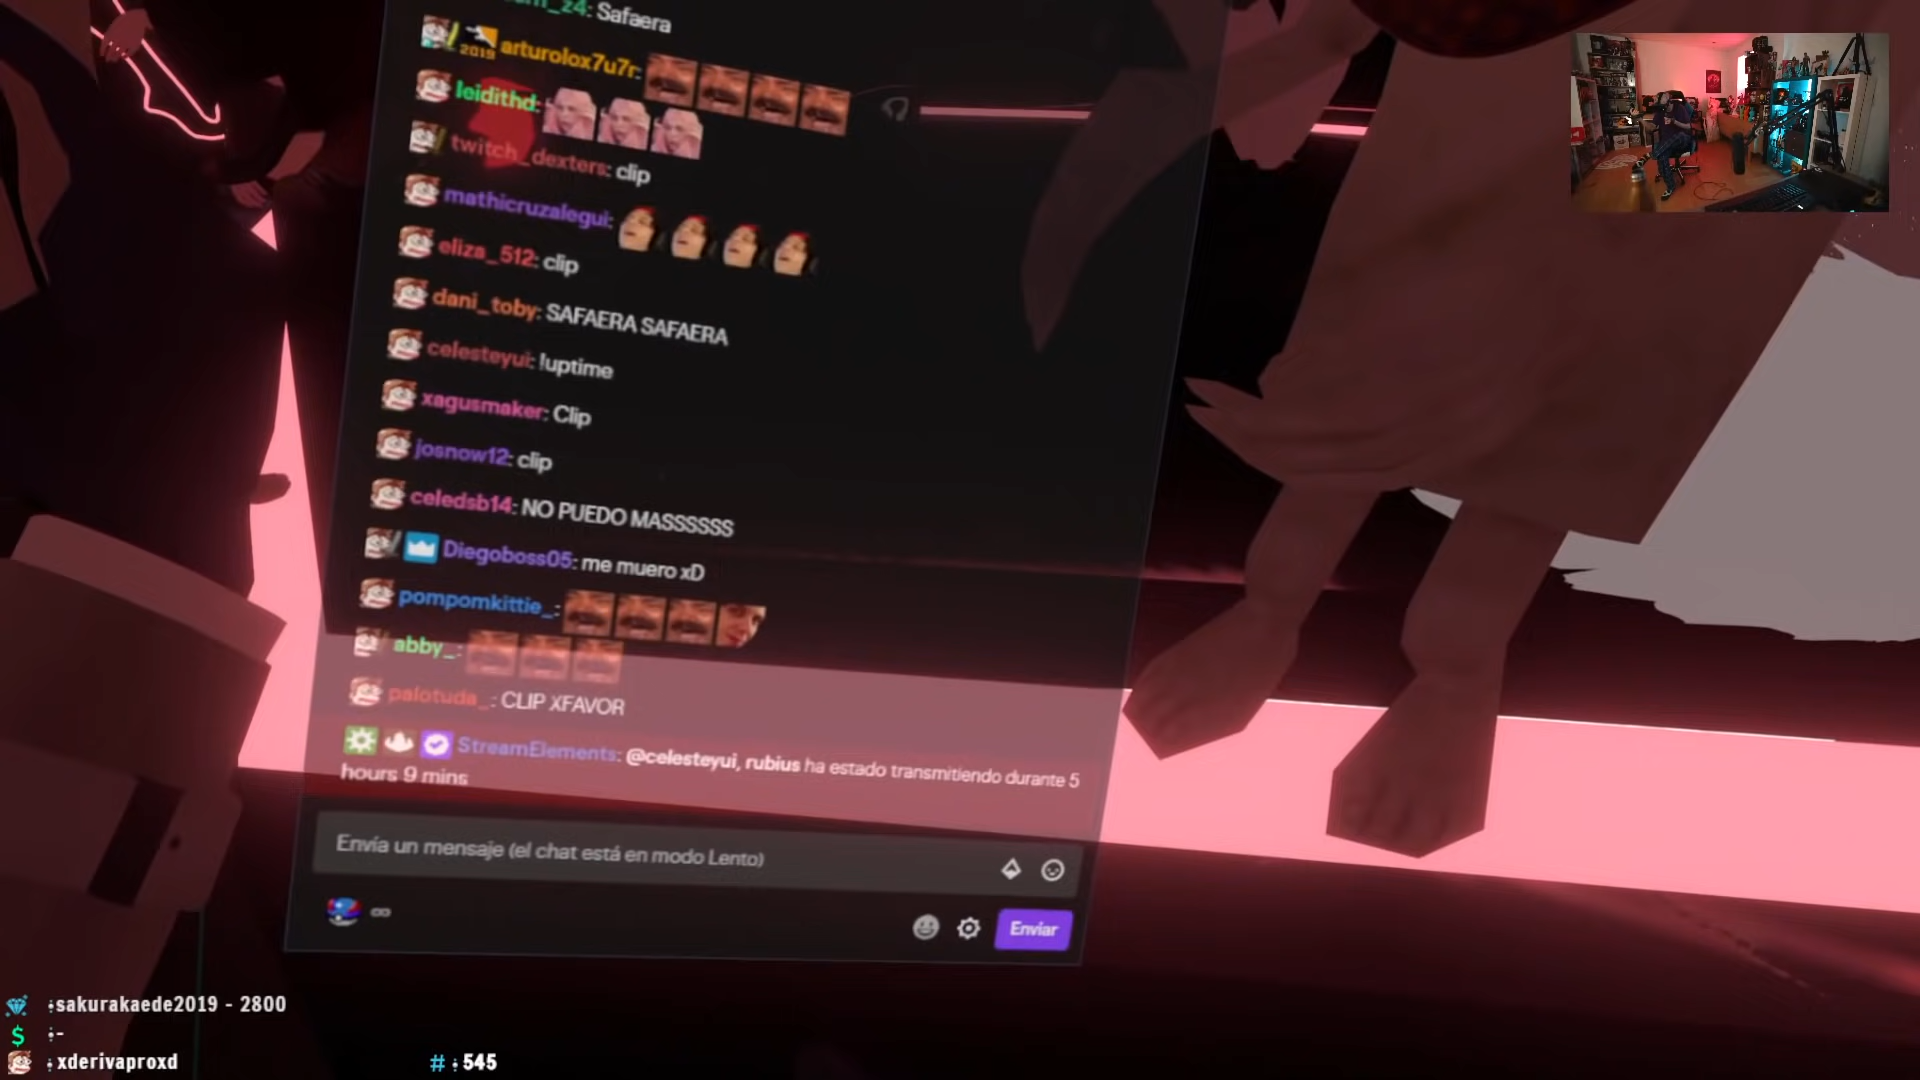 Safaera
2019 arturolox7u7r:
leidithd:
twitch_dexters: clip
mathicruzalegui:
eliza_512: clip
dani_toby: SAFAERA SAFAERA
celesteyui: !uptime
xagusmaker: Clip
josnow12: clip
celedsb14: NO PUEDO MASSSSSS
Diegoboss05: me muero xD
pompomkittie_:
abby_:
palotuda_: CLIP XFAVOR
StreamElements: @celesteyui, rubius ha estado transmitiendo durante 5
hours 9 mins
Envía un mensaje (el chat está en modo Lento)
Enviar
:sakurakaede2019 - 2800
$ :-
:xderivaproxd
# : 545